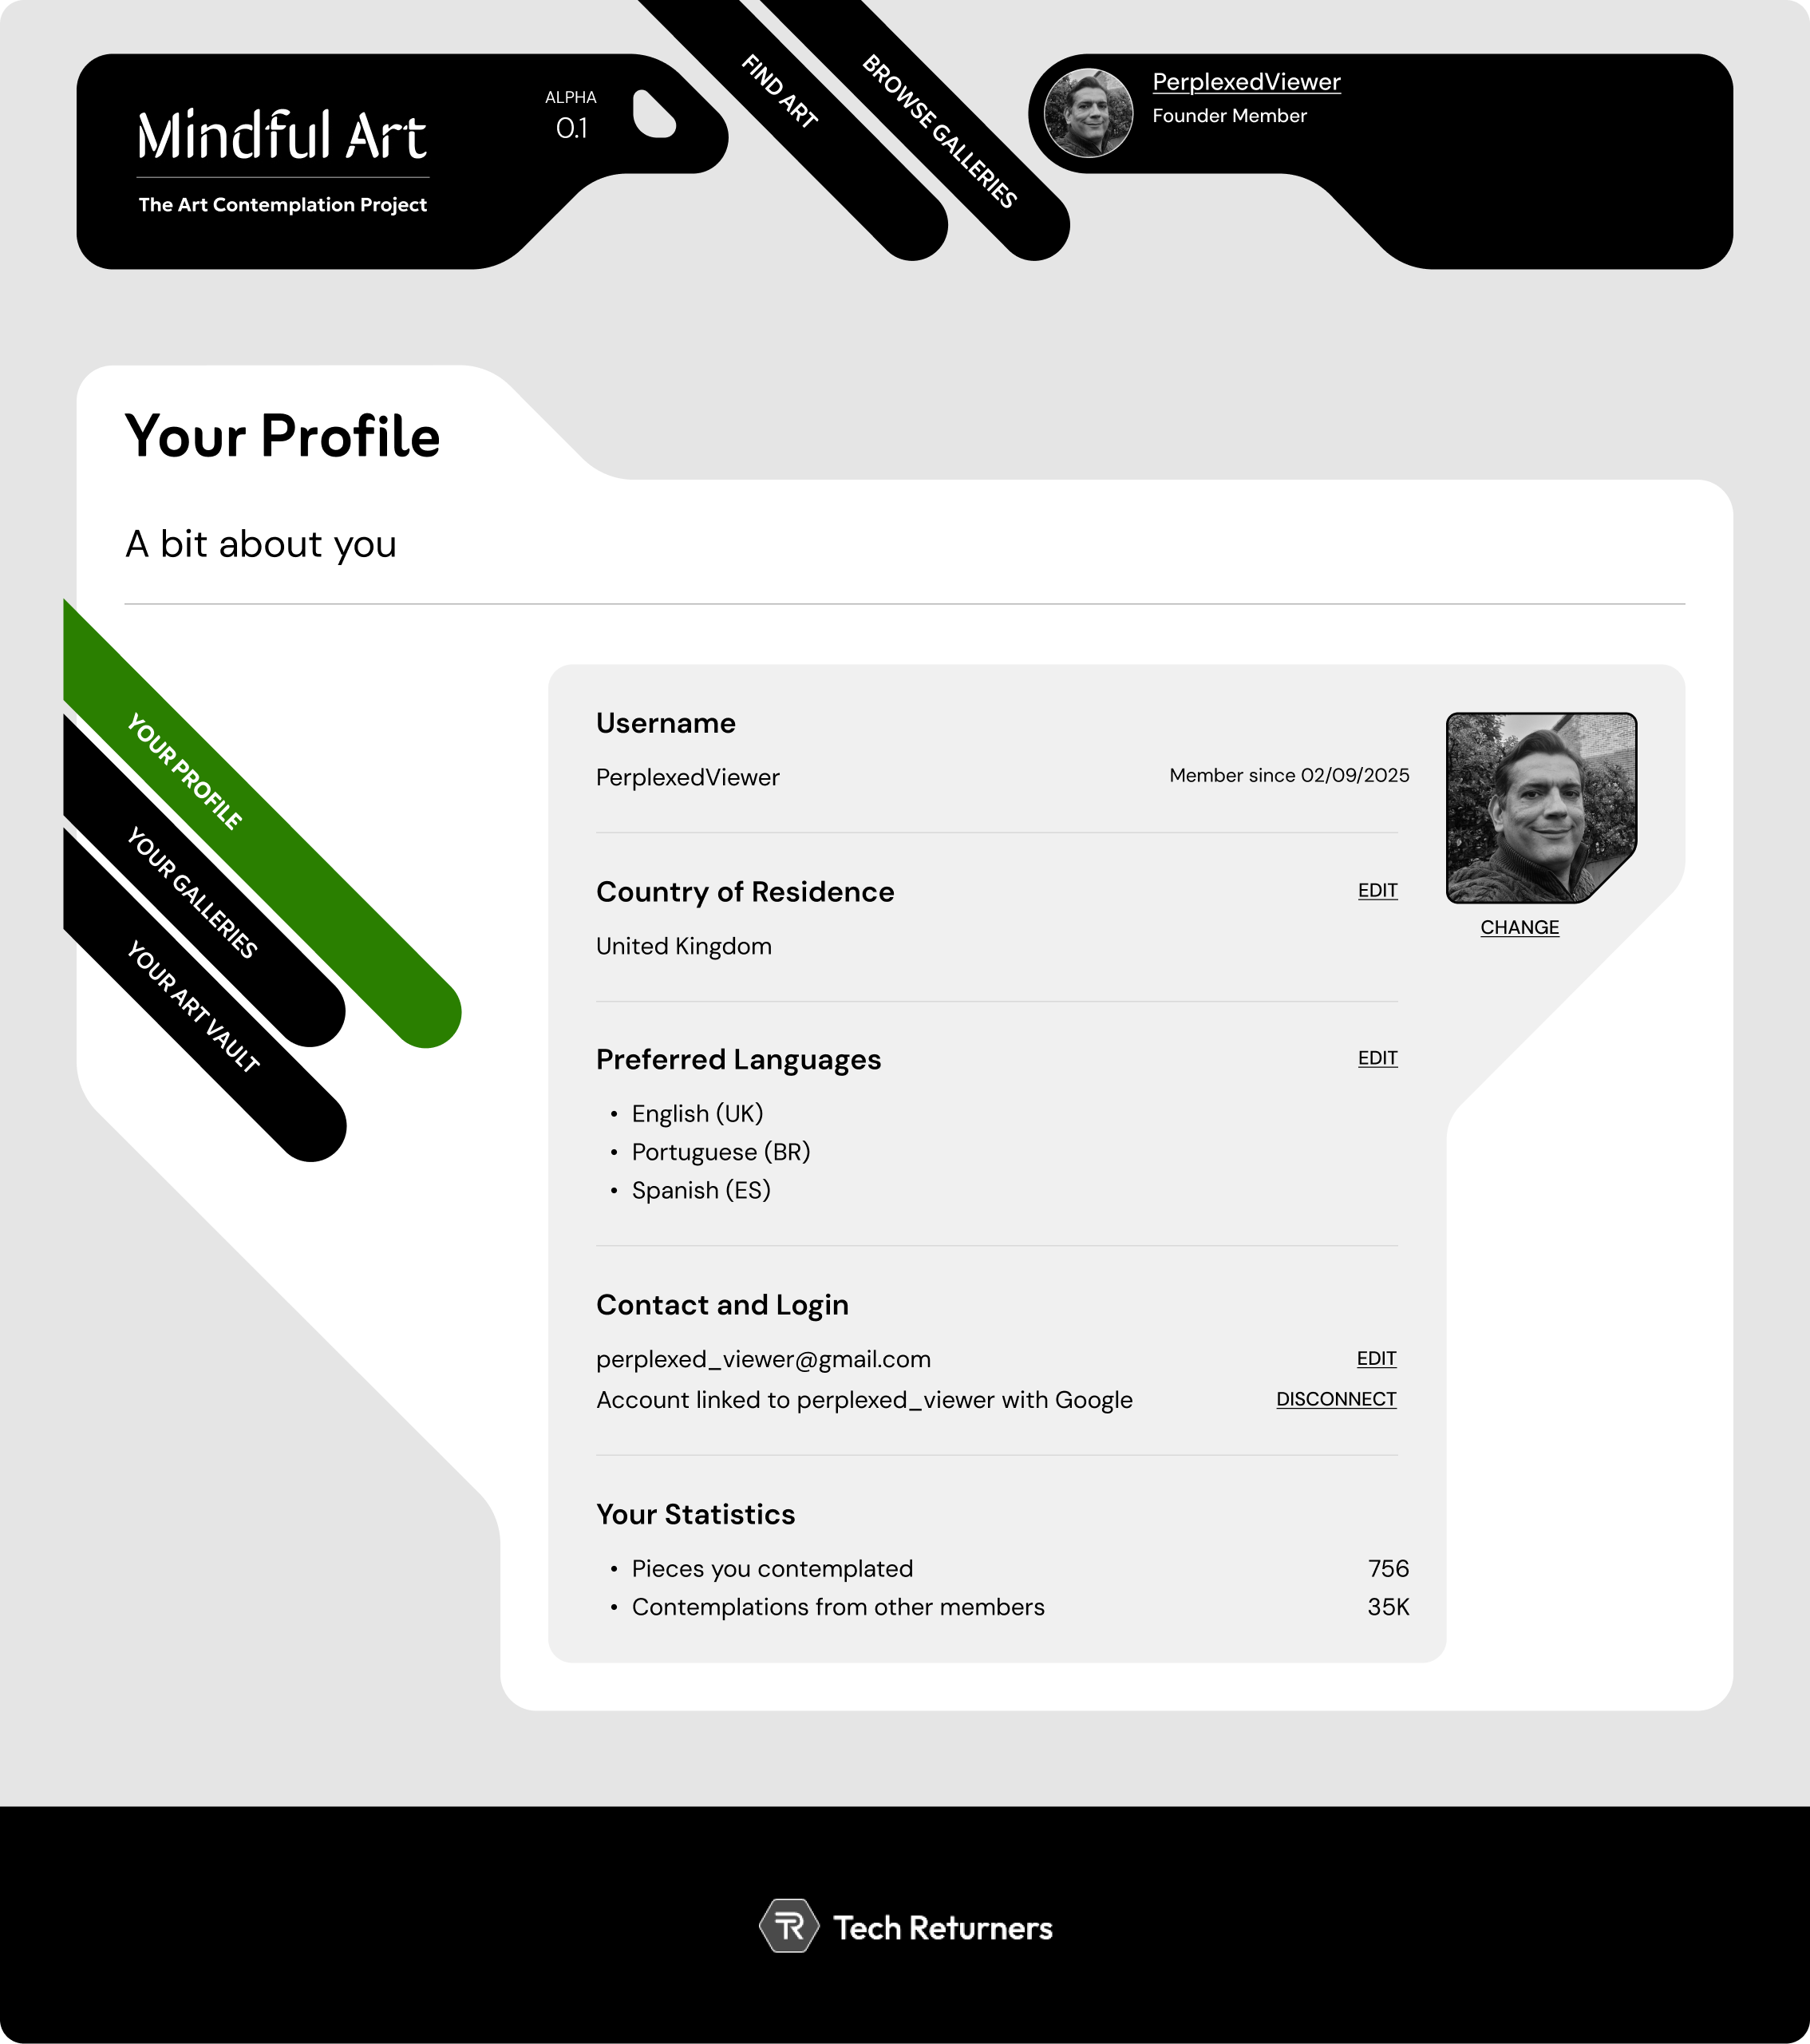 Mindful Art
The Art Contemplation Project
ALPHA
0.1
FIND ART
BROWSE GALLERIES
PerplexedViewer
Founder Member
Your Profile
A bit about you
YOUR PROFILE
YOUR GALLERIES
YOUR ART VAULT
Username
PerplexedViewer
Member since 02/09/2025
CHANGE
Country of Residence
EDIT
United Kingdom
Preferred Languages
EDIT
• English (UK)
• Portuguese (BR)
• Spanish (ES)
Contact and Login
perplexed_viewer@gmail.com
EDIT
Account linked to perplexed_viewer with Google
DISCONNECT
Your Statistics
• Pieces you contemplated
756
• Contemplations from other members
35K
TR
Tech Returners